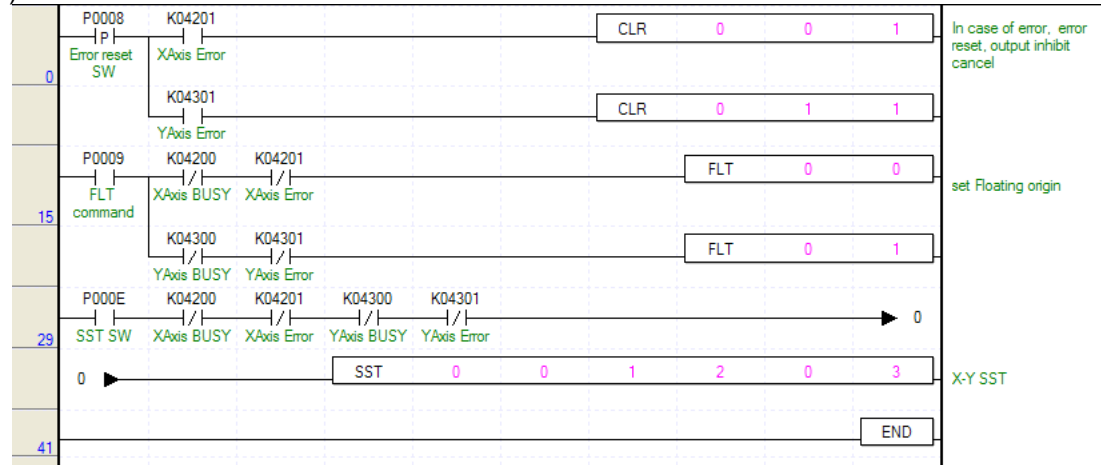 P0008 K04201
P CLR 0 0 1 In case of error, error
Error reset XAxis Error reset, output inhibit
SW cancel
0
K04301
CLR 0 1 1
YAxis Error
P0009 K04200 K04201
FLT 0 0
FLT XAxis BUSY XAxis Error set Floating origin
command
15
K04300 K04301
FLT 0 1
YAxis BUSY YAxis Error
P000E K04200 K04201 K04300 K04301
0
SST SW XAxis BUSY XAxis Error YAxis BUSY YAxis Error
29
0 SST 0 0 1 2 0 3 X-Y SST
END
41